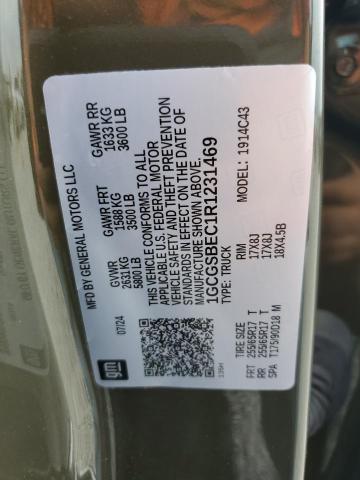 MFD BY GENERAL MOTORS LLC
07/24
GVWR
2631 KG
5800 LB
GAWR FRT
1588 KG
3500 LB
GAWR RR
1633 KG
3600 LB
THIS VEHICLE CONFORMS TO ALL
APPLICABLE U.S. FEDERAL MOTOR
VEHICLE SAFETY AND THEFT PREVENTION
STANDARDS IN EFFECT ON THE DATE OF
MANUFACTURE SHOWN ABOVE.
1GCGSBEC1R1231469
TYPE: TRUCK
MODEL: 1914C43
TIRE SIZE
RIM
FRT 255/65R17 T
17X8J
RR 255/65R17 T
17X8J
SPA T175/90D18 M
18X4.5B
gm